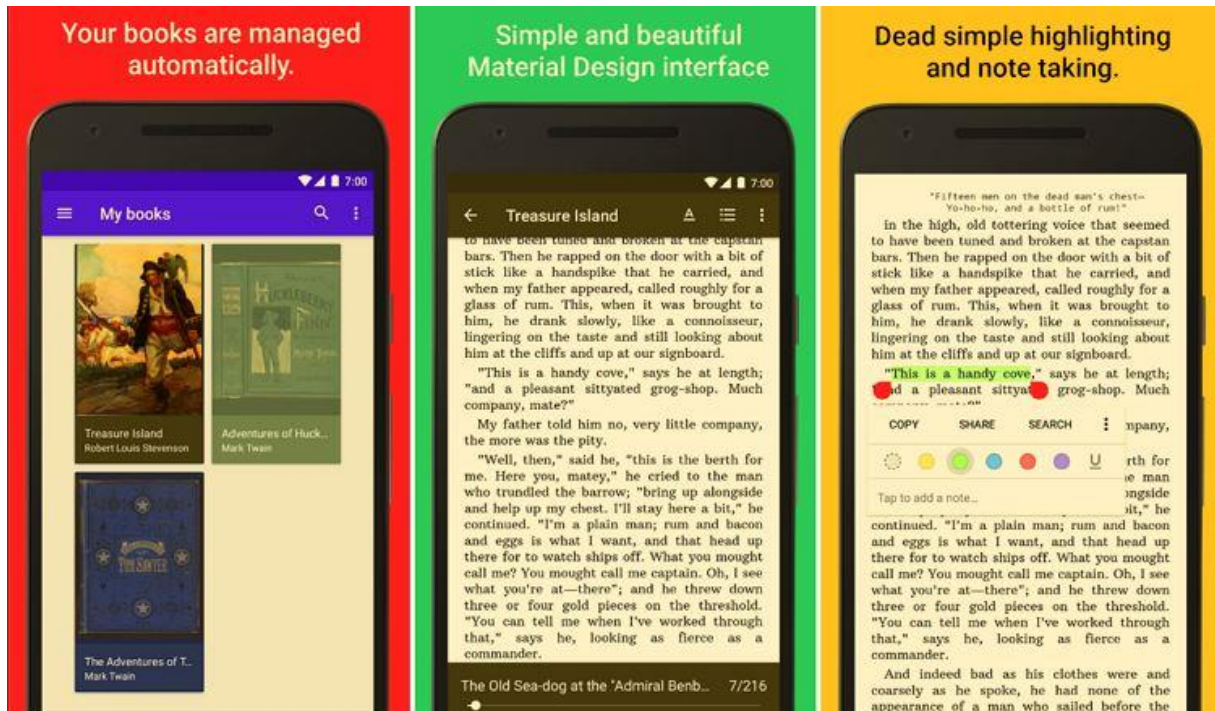 Your books are managed
automatically.
7:00
My books
HUCKLEBERRY
FINN
Treasure Island
Robert Louis Stevenson
Adventures of Huck...
Mark Twain
TOM SAWYER
The Adventures of T...
Mark Twain
Simple and beautiful
Material Design interface
7:00
Treasure Island
A
to have been tuned and broken at the capstan
bars. Then he rapped on the door with a bit of
stick like a handspike that he carried, and
when my father appeared, called roughly for a
glass of rum. This, when it was brought to
him, he drank slowly, like a connoisseur,
lingering on the taste and still looking about
him at the cliffs and up at our signboard.
"This is a handy cove," says he at length;
"and a pleasant sittyated grog-shop. Much
company, mate?"
My father told him no, very little company,
the more was the pity.
"Well, then," said he, "this is the berth for
me. Here you, matey," he cried to the man
who trundled the barrow; "bring up alongside
and help up my chest. I'll stay here a bit," he
continued. "I'm a plain man; rum and bacon
and eggs is what I want, and that head up
there for to watch ships off. What you mought
call me? You mought call me captain. Oh, I see
what you're at—there"; and he threw down
three or four gold pieces on the threshold.
"You can tell me when I've worked through
that," says he, looking as fierce as a
commander.
The Old Sea-dog at the "Admiral Benb... 7/216
Dead simple highlighting
and note taking.
"Fifteen men on the dead man's chest—
Yo-ho-ho, and a bottle of rum!"
in the high, old tottering voice that seemed
to have been tuned and broken at the capstan
bars. Then he rapped on the door with a bit of
stick like a handspike that he carried, and
when my father appeared, called roughly for a
glass of rum. This, when it was brought to
him, he drank slowly, like a connoisseur,
lingering on the taste and still looking about
him at the cliffs and up at our signboard.
"This is a handy cove," says he at length;
a pleasant grog-shop. Much
COPY SHARE SEARCH
mpany,
U
rth for
e man
ongside
Tap to add a note...
bit," he
continued. "I'm a plain man; rum and bacon
and eggs is what I want, and that head up
there for to watch ships off. What you mought
call me? You mought call me captain. Oh, I see
what you're at—there"; and he threw down
three or four gold pieces on the threshold.
"You can tell me when I've worked through
that," says he, looking as fierce as a
commander.
And indeed bad as his clothes were and
coarsely as he spoke, he had none of the
appearance of a man who sailed before the